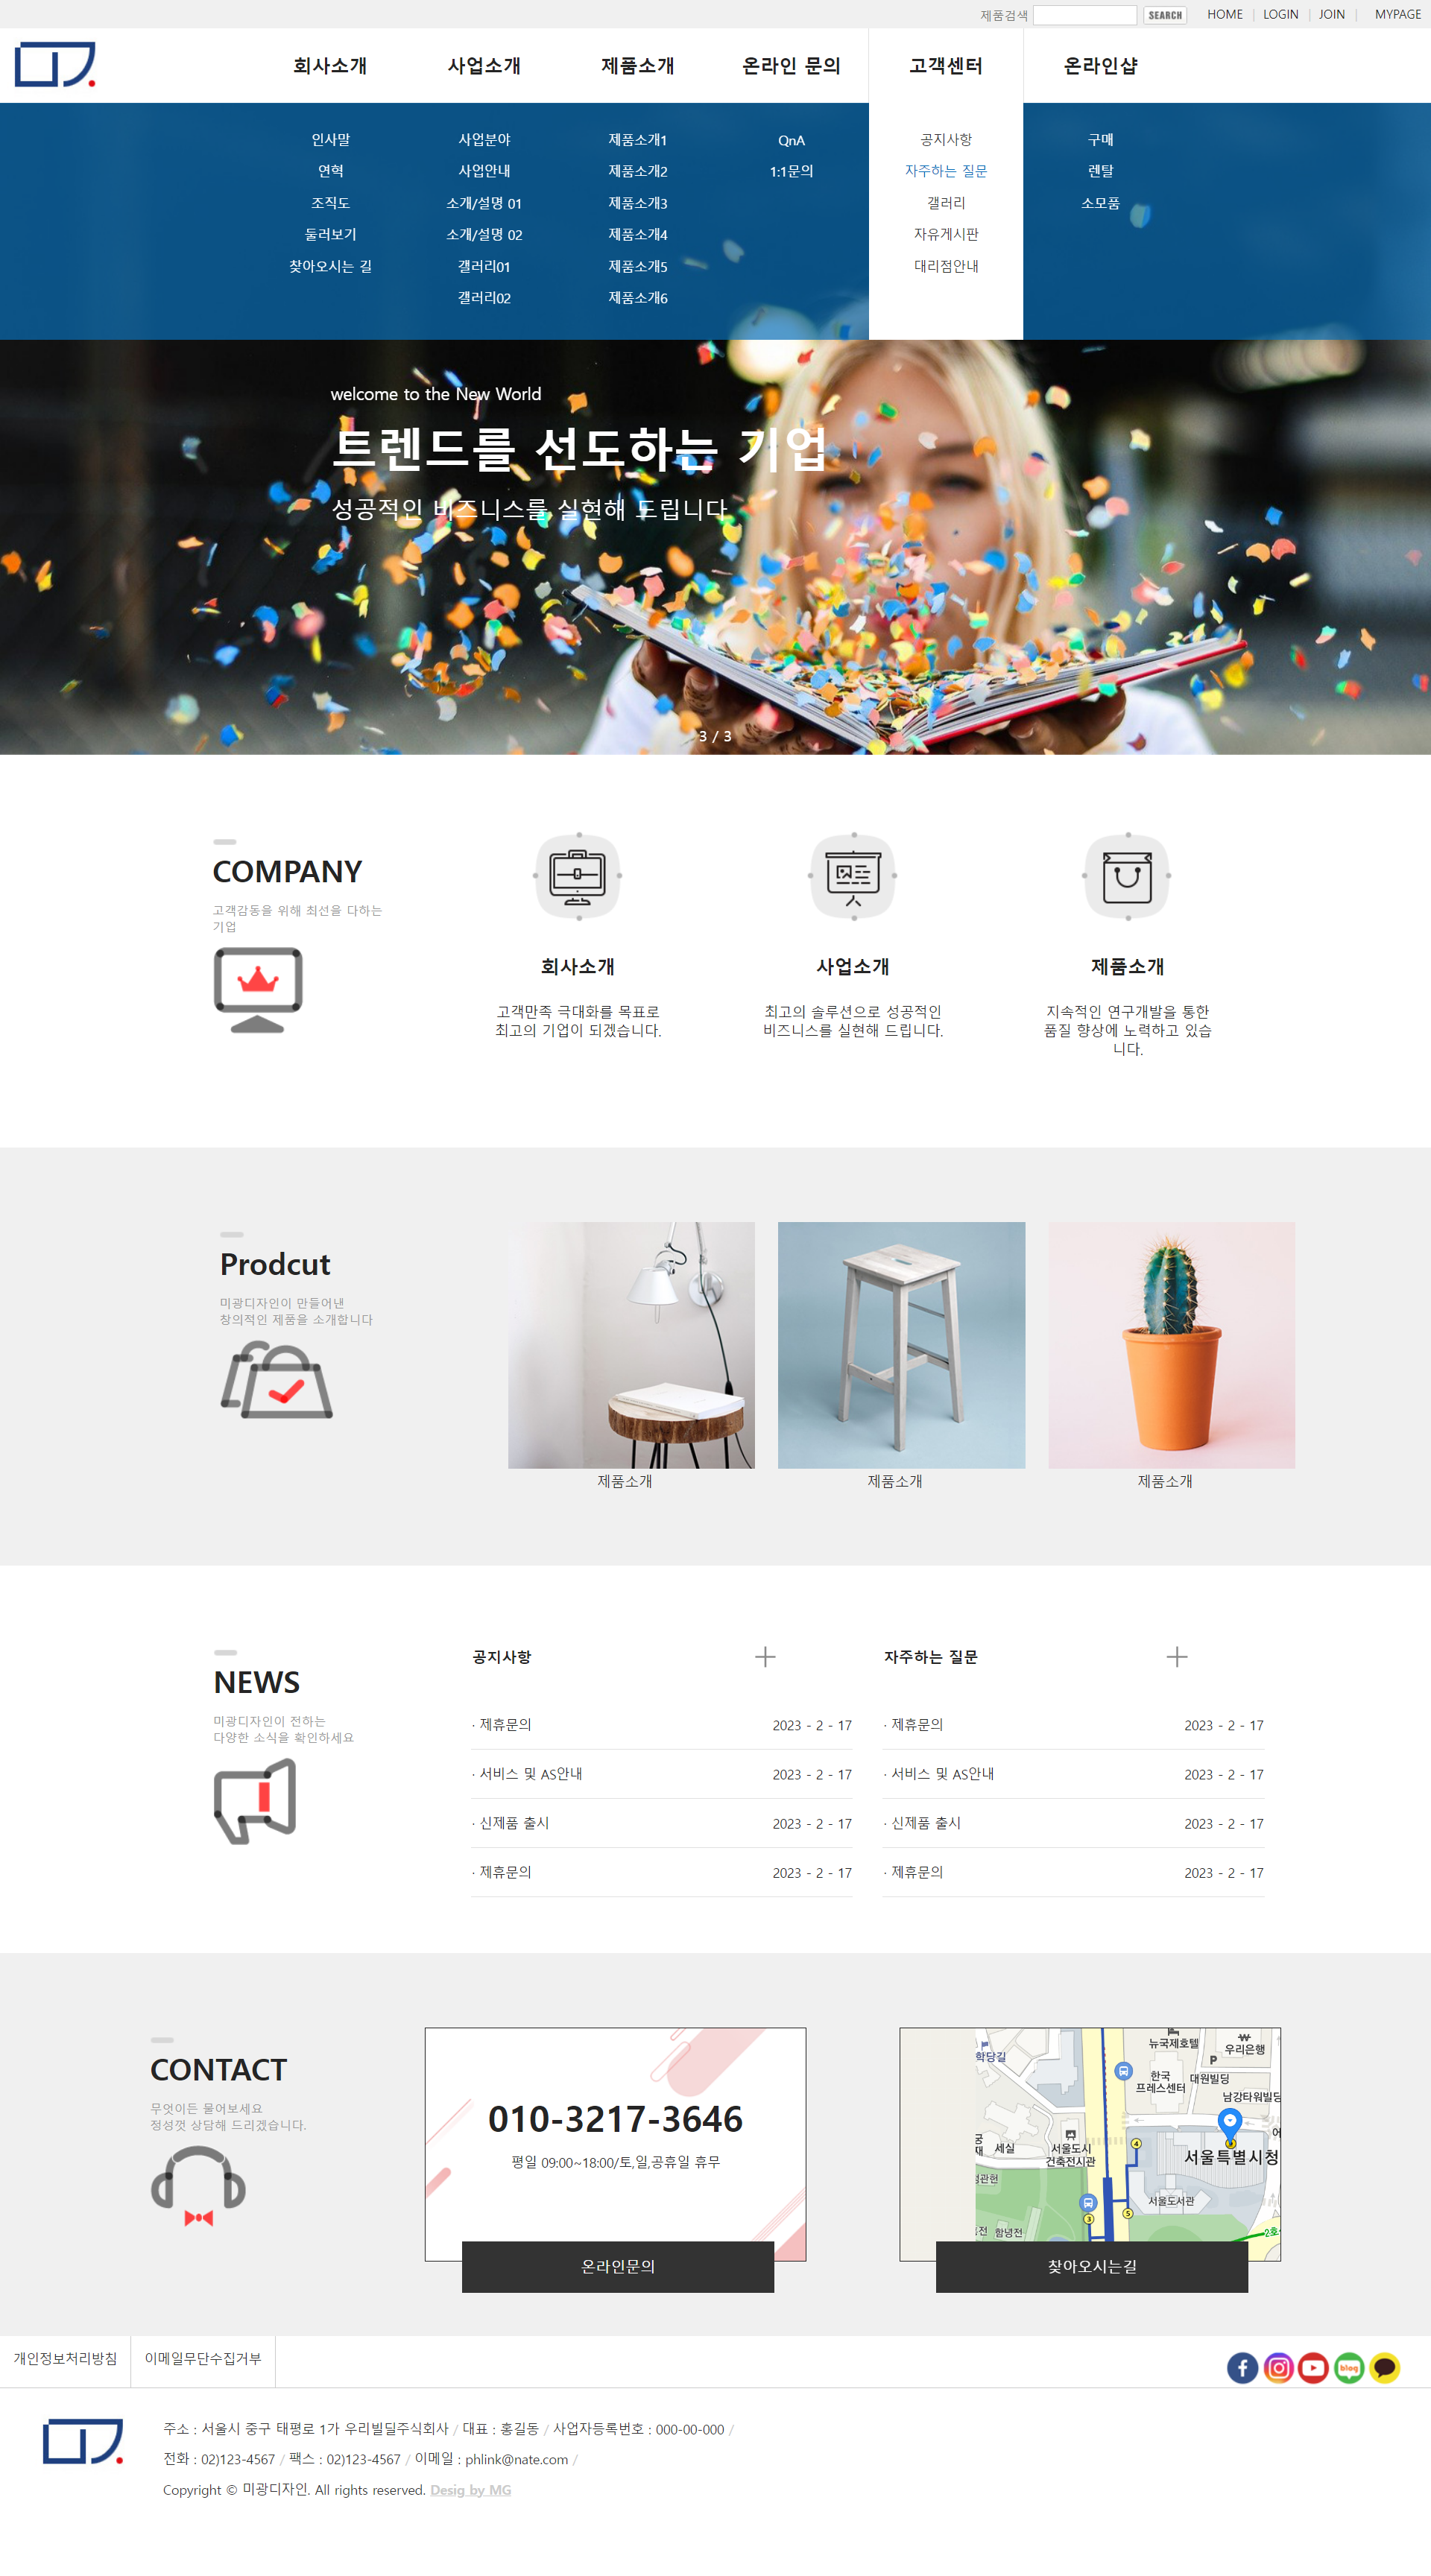 제품검색 SEARCH HOME | LOGIN | JOIN | MYPAGE
회사소개 사업소개 제품소개 온라인 문의 고객센터 온라인샵
인사말 사업분야 제품소개1 QnA 공지사항 구매
연혁 사업안내 제품소개2 1:1문의 자주하는 질문 렌탈
조직도 소개/설명 01 제품소개3 갤러리 소모품
둘러보기 소개/설명 02 제품소개4 자유게시판
찾아오시는 길 갤러리01 제품소개5 대리점안내
갤러리02 제품소개6
welcome to the New World
트렌드를 선도하는 기업
성공적인 비즈니스를 실현해 드립니다
3 / 3
COMPANY
고객감동을 위해 최선을 다하는
기업
회사소개
고객만족 극대화를 목표로
최고의 기업이 되겠습니다.
사업소개
최고의 솔루션으로 성공적인
비즈니스를 실현해 드립니다.
제품소개
지속적인 연구개발을 통한
품질 향상에 노력하고 있습
니다.
Prodcut
미광디자인이 만들어낸
창의적인 제품을 소개합니다
제품소개
제품소개
제품소개
NEWS
미광디자인이 전하는
다양한 소식을 확인하세요
공지사항
· 제휴문의 2023 - 2 - 17
· 서비스 및 AS안내 2023 - 2 - 17
· 신제품 출시 2023 - 2 - 17
· 제휴문의 2023 - 2 - 17
자주하는 질문
· 제휴문의 2023 - 2 - 17
· 서비스 및 AS안내 2023 - 2 - 17
· 신제품 출시 2023 - 2 - 17
· 제휴문의 2023 - 2 - 17
CONTACT
무엇이든 물어보세요
정성껏 상담해 드리겠습니다.
010-3217-3646
평일 09:00~18:00/토,일,공휴일 휴무
온라인문의
뉴국제호텔
우리은행
학당길
P
한국
프레스센터
대원빌딩
남강타워빌딩
세실
서울도시
건축전시관
4
서울특별시청
서울도서관
3
5
함녕전
2호
찾아오시는길
개인정보처리방침 이메일무단수집거부
blog
주소 : 서울시 중구 태평로 1가 우리빌딩주식회사 / 대표 : 홍길동 / 사업자등록번호 : 000-00-000 /
전화 : 02)123-4567 / 팩스 : 02)123-4567 / 이메일 : phlink@nate.com /
Copyright © 미광디자인. All rights reserved. Desig by MG